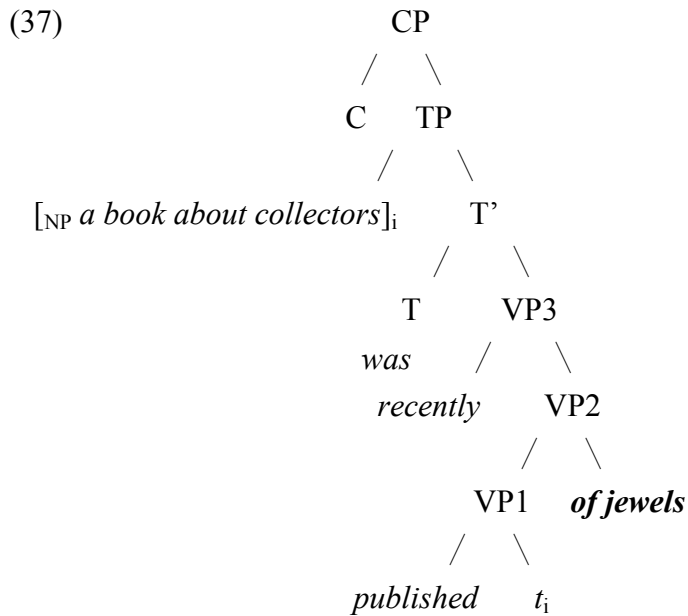 (37) CP
C TP
[NP a book about collectors]i T’
T VP3
was
recently VP2
VP1 of jewels
published ti